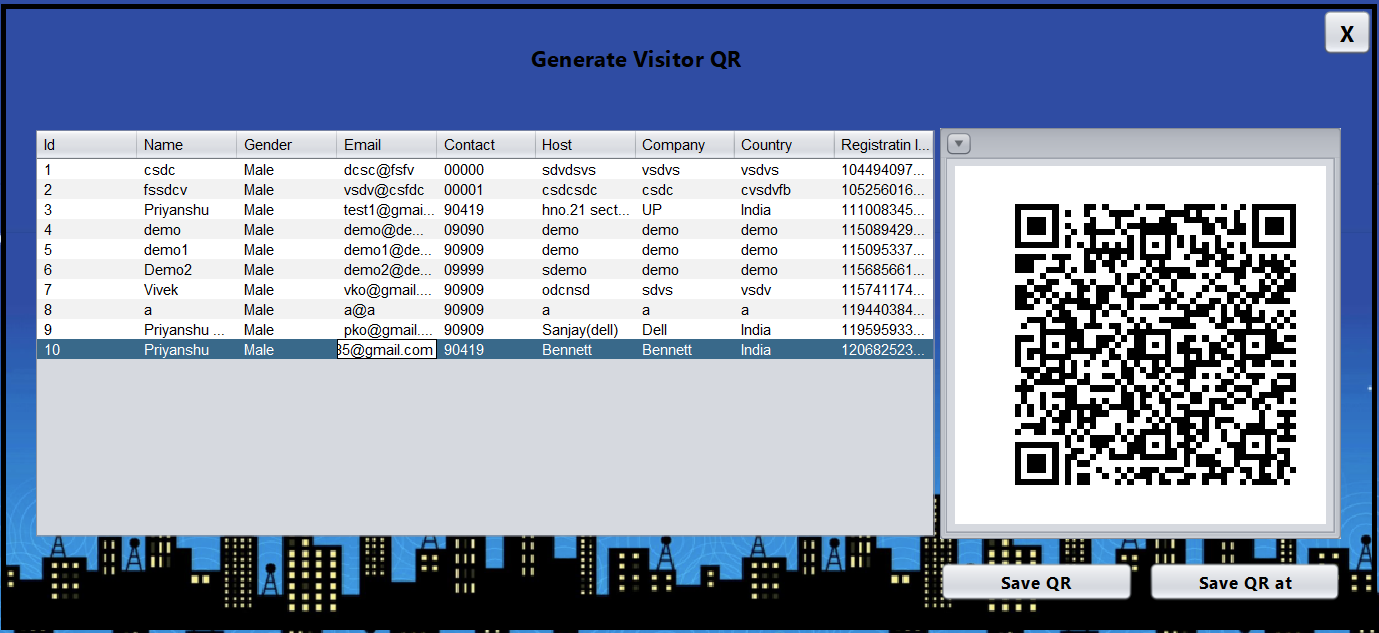 X
Generate Visitor QR
Id Name Gender Email Contact Host Company Country Registratin I...
1 csdc Male dcsc@fsfv 00000 sdvdsvs vsdvs vsdvs 104494097...
2 fssdcv Male vsdv@csfdc 00001 csdcsdc csdc cvsdvfb 105256016...
3 Priyanshu Male test1@gmai... 90419 hno.21 sect... UP India 111008345...
4 demo Male demo@de... 09090 demo demo demo 115089429...
5 demo1 Male demo1@de... 90909 demo demo demo 115095337...
6 Demo2 Male demo2@de... 09999 sdemo demo demo 115685661...
7 Vivek Male vko@gmail.... 90909 odcnsd sdvs vsdv 115741174...
8 a Male a@a 90909 a a a 119440384...
9 Priyanshu ... Male pko@gmail.... 90909 Sanjay(dell) Dell India 119595933...
10 Priyanshu Male 35@gmail.com 90419 Bennett Bennett India 120682523...
Save QR Save QR at